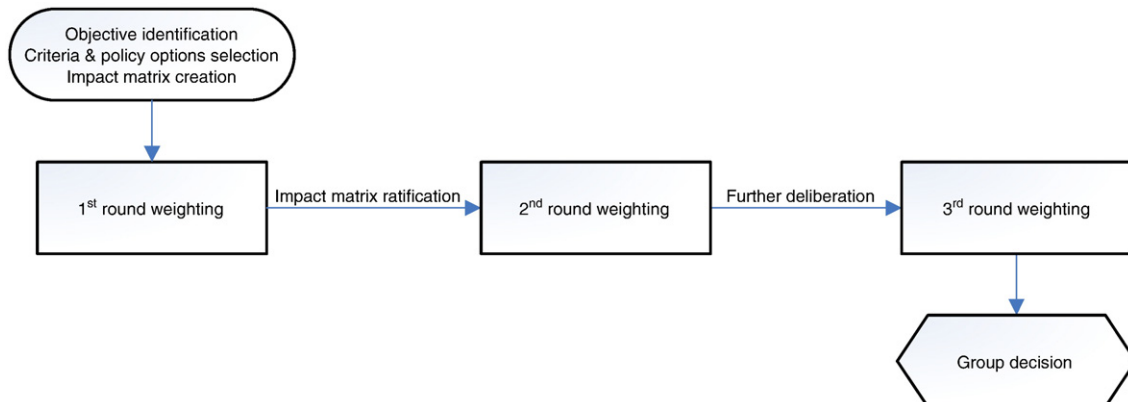 Objective identification
Criteria & policy options selection
Impact matrix creation
1st round weighting
Impact matrix ratification
2nd round weighting
Further deliberation
3rd round weighting
Group decision